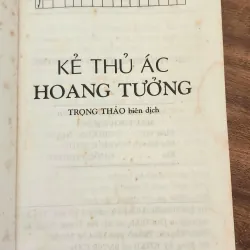 KẺ THỦ ÁC
HOANG TƯỞNG
TRỌNG THẢO biên dịch